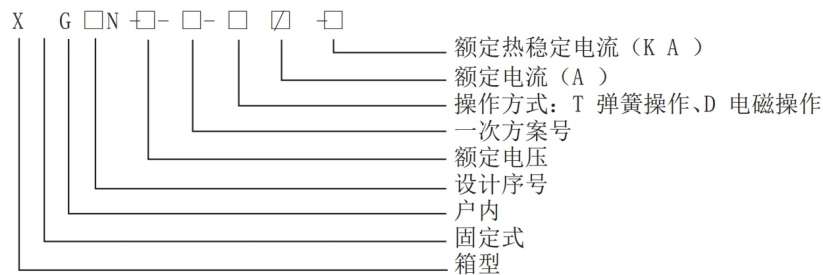 X G □N-□-□-□/□-□
额定热稳定电流（K A ）
额定电流（A ）
操作方式：T 弹簧操作、D 电磁操作
一次方案号
额定电压
设计序号
户内
固定式
箱型